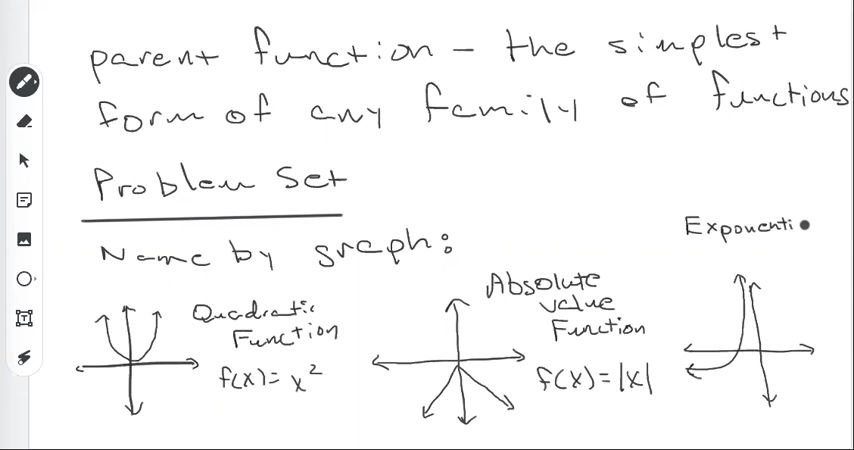 parent function – the simplest
form of any family of functions
Problem Set
Name by graph:
Quadratic
Function
f(x) = x²
Absolute
value
Function
f(x) = |x|
Exponenti